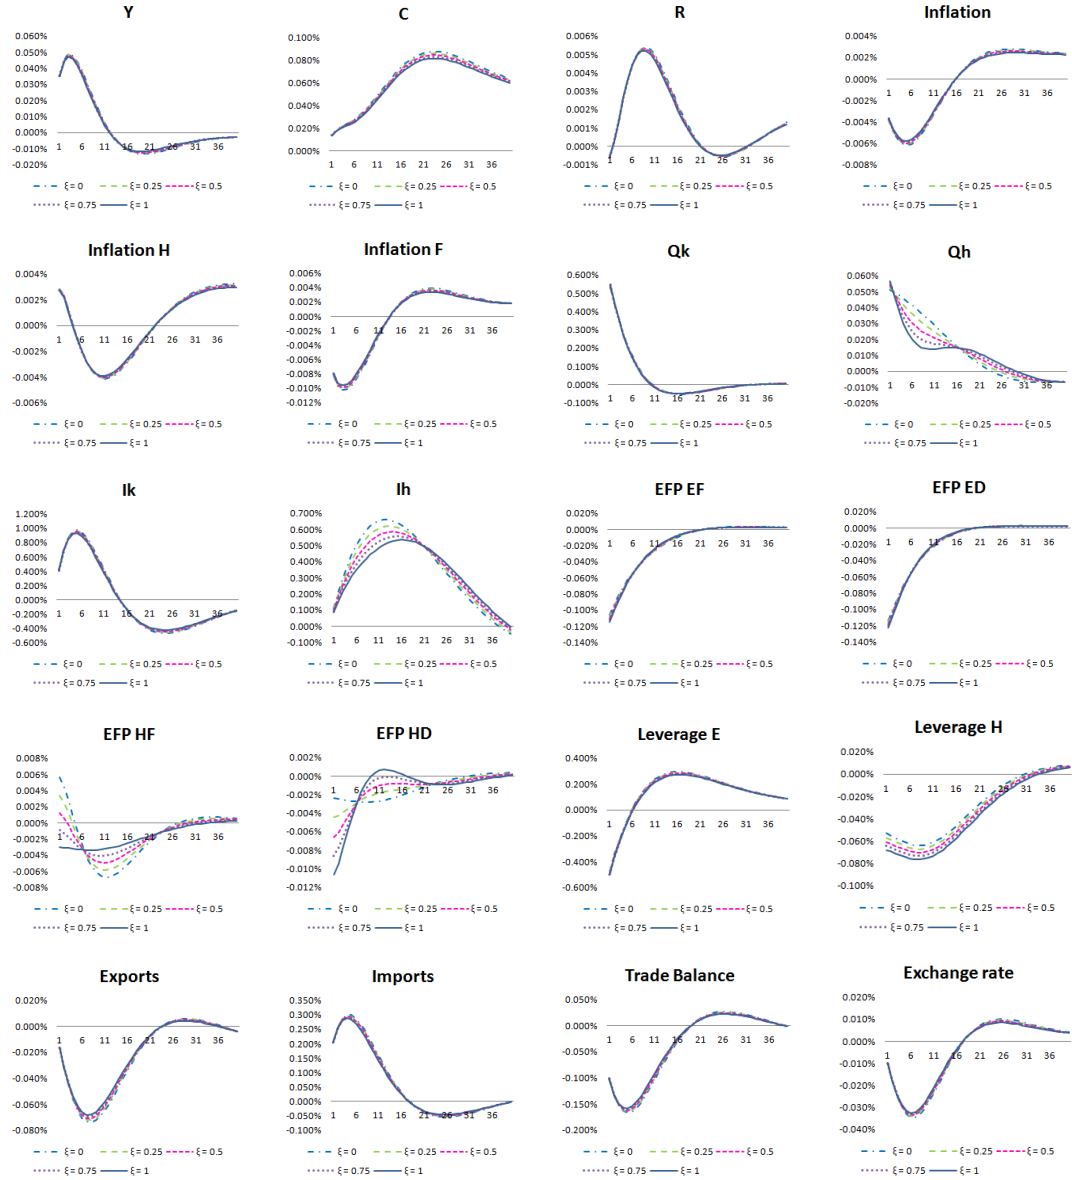 Y
0.060%
0.050%
0.040%
0.030%
0.020%
0.010%
0.000%
-0.010%
-0.020%
1 6 11 16 21 26 31 36
ξ = 0 ξ = 0.25 ξ = 0.5
ξ = 0.75 ξ = 1
C
0.100%
0.080%
0.060%
0.040%
0.020%
0.000%
1 6 11 16 21 26 31 36
ξ = 0 ξ = 0.25 ξ = 0.5
ξ = 0.75 ξ = 1
R
0.006%
0.005%
0.004%
0.003%
0.002%
0.001%
0.000%
-0.001%
1 6 11 16 21 26 31 36
ξ = 0 ξ = 0.25 ξ = 0.5
ξ = 0.75 ξ = 1
Inflation
0.004%
0.002%
0.000%
-0.002%
-0.004%
-0.006%
-0.008%
1 6 11 16 21 26 31 36
ξ = 0 ξ = 0.25 ξ = 0.5
ξ = 0.75 ξ = 1
Inflation H
0.004%
0.002%
0.000%
-0.002%
-0.004%
-0.006%
1 6 11 16 21 26 31 36
ξ = 0 ξ = 0.25 ξ = 0.5
ξ = 0.75 ξ = 1
Inflation F
0.006%
0.004%
0.002%
0.000%
-0.002%
-0.004%
-0.006%
-0.008%
-0.010%
-0.012%
1 6 11 16 21 26 31 36
ξ = 0 ξ = 0.25 ξ = 0.5
ξ = 0.75 ξ = 1
Qk
0.600%
0.500%
0.400%
0.300%
0.200%
0.100%
0.000%
-0.100%
1 6 11 16 21 26 31 36
ξ = 0 ξ = 0.25 ξ = 0.5
ξ = 0.75 ξ = 1
Qh
0.060%
0.050%
0.040%
0.030%
0.020%
0.010%
0.000%
-0.010%
-0.020%
1 6 11 16 21 26 31 36
ξ = 0 ξ = 0.25 ξ = 0.5
ξ = 0.75 ξ = 1
Ik
1.200%
1.000%
0.800%
0.600%
0.400%
0.200%
0.000%
-0.200%
-0.400%
-0.600%
1 6 11 16 21 26 31 36
ξ = 0 ξ = 0.25 ξ = 0.5
ξ = 0.75 ξ = 1
Ih
0.700%
0.600%
0.500%
0.400%
0.300%
0.200%
0.100%
0.000%
-0.100%
1 6 11 16 21 26 31 36
ξ = 0 ξ = 0.25 ξ = 0.5
ξ = 0.75 ξ = 1
EFP EF
0.020%
0.000%
-0.020%
-0.040%
-0.060%
-0.080%
-0.100%
-0.120%
-0.140%
1 6 11 16 21 26 31 36
ξ = 0 ξ = 0.25 ξ = 0.5
ξ = 0.75 ξ = 1
EFP ED
0.020%
0.000%
-0.020%
-0.040%
-0.060%
-0.080%
-0.100%
-0.120%
-0.140%
1 6 11 16 21 26 31 36
ξ = 0 ξ = 0.25 ξ = 0.5
ξ = 0.75 ξ = 1
EFP HF
0.008%
0.006%
0.004%
0.002%
0.000%
-0.002%
-0.004%
-0.006%
-0.008%
1 6 11 16 21 26 31 36
ξ = 0 ξ = 0.25 ξ = 0.5
ξ = 0.75 ξ = 1
EFP HD
0.002%
0.000%
-0.002%
-0.004%
-0.006%
-0.008%
-0.010%
-0.012%
1 6 11 16 21 26 31 36
ξ = 0 ξ = 0.25 ξ = 0.5
ξ = 0.75 ξ = 1
Leverage E
0.400%
0.200%
0.000%
-0.200%
-0.400%
-0.600%
1 6 11 16 21 26 31 36
ξ = 0 ξ = 0.25 ξ = 0.5
ξ = 0.75 ξ = 1
Leverage H
0.020%
0.000%
-0.020%
-0.040%
-0.060%
-0.080%
-0.100%
1 6 11 16 21 26 31 36
ξ = 0 ξ = 0.25 ξ = 0.5
ξ = 0.75 ξ = 1
Exports
0.020%
0.000%
-0.020%
-0.040%
-0.060%
-0.080%
1 6 11 16 21 26 31 36
ξ = 0 ξ = 0.25 ξ = 0.5
ξ = 0.75 ξ = 1
Imports
0.350%
0.300%
0.250%
0.200%
0.150%
0.100%
0.050%
0.000%
-0.050%
-0.100%
1 6 11 16 21 26 31 36
ξ = 0 ξ = 0.25 ξ = 0.5
ξ = 0.75 ξ = 1
Trade Balance
0.050%
0.000%
-0.050%
-0.100%
-0.150%
-0.200%
1 6 11 16 21 26 31 36
ξ = 0 ξ = 0.25 ξ = 0.5
ξ = 0.75 ξ = 1
Exchange rate
0.020%
0.010%
0.000%
-0.010%
-0.020%
-0.030%
-0.040%
1 6 11 16 21 26 31 36
ξ = 0 ξ = 0.25 ξ = 0.5
ξ = 0.75 ξ = 1